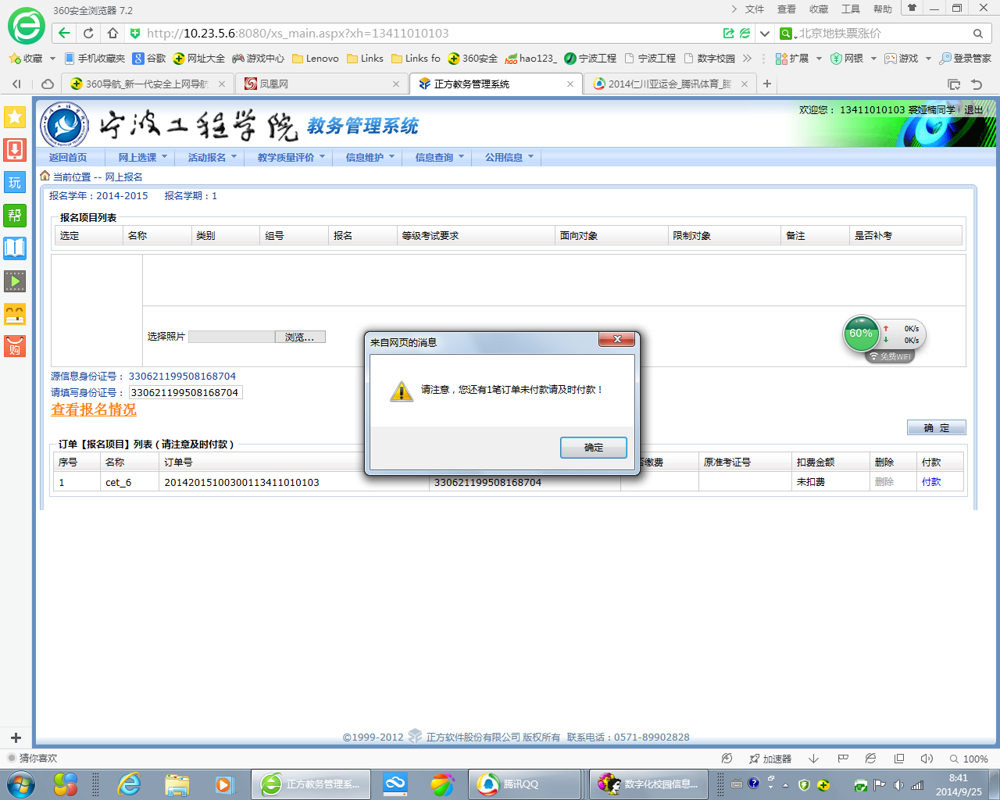 360安全浏览器 7.2
文件 查看 收藏 工具 帮助
http://10.23.5.6:8080/xs_main.aspx?xh=13411010103
北京地铁票涨价
收藏 手机收藏夹 谷歌 网址大全 游戏中心 Lenovo Links Links fo 360安全 hao123_ 宁波工程 宁波工程 数字校园 扩展 网银 游戏 登录管家
360导航_新一代安全上网导航 凤凰网 正方教务管理系统 2014仁川亚运会_腾讯体育_腾
宁波工程学院 教务管理系统
欢迎您： 13411010103 裘娅楠同学 退出
返回首页 网上选课 活动报名 教学质量评价 信息维护 信息查询 公用信息
当前位置 -- 网上报名
报名学年：2014-2015 报名学期：1
报名项目列表
选定 名称 类别 组号 报名 等级考试要求 面向对象 限制对象 备注 是否补考
选择照片 浏览...
60%
0K/s
0K/s
免费WIFI
来自网页的消息
请注意，您还有1笔订单未付款请及时付款！
确定
源信息身份证号： 330621199508168704
请填写身份证号： 330621199508168704
查看报名情况
确 定
订单【报名项目】列表（请注意及时付款）
序号 名称 订单号 缴费 原准考证号 扣费金额 删除 付款
1 cet_6 20142015100300113411010103 330621199508168704 未扣费 删除 付款
©1999-2012 正方软件股份有限公司 版权所有 联系电话：0571-89902828
猜你喜欢
加速器
100%
玩
帮
购
正方教务管理系...
腾讯QQ
数字化校园信息...
8:41
2014/9/25